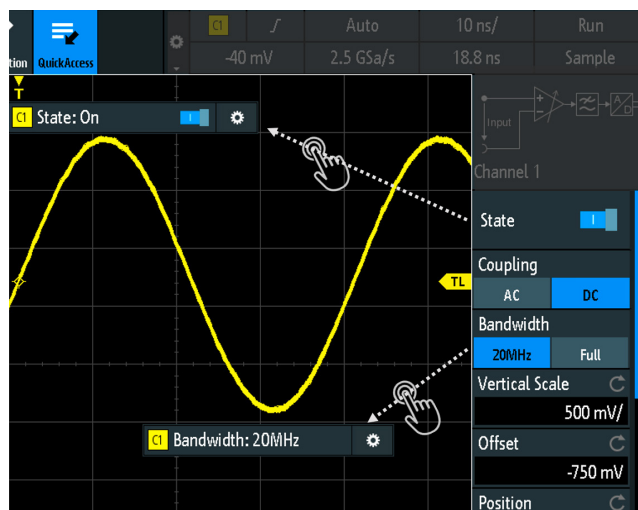 C1
Auto
10 ns/
Run
tion
QuickAccess
-40 mV
2.5 GSa/s
18.8 ns
Sample
T
C1 State: On
Input
A/D
Channel 1
State
Coupling
TL
AC DC
Bandwidth
20MHz Full
Vertical Scale
500 mV/
C1 Bandwidth: 20MHz
Offset
-750 mV
Position